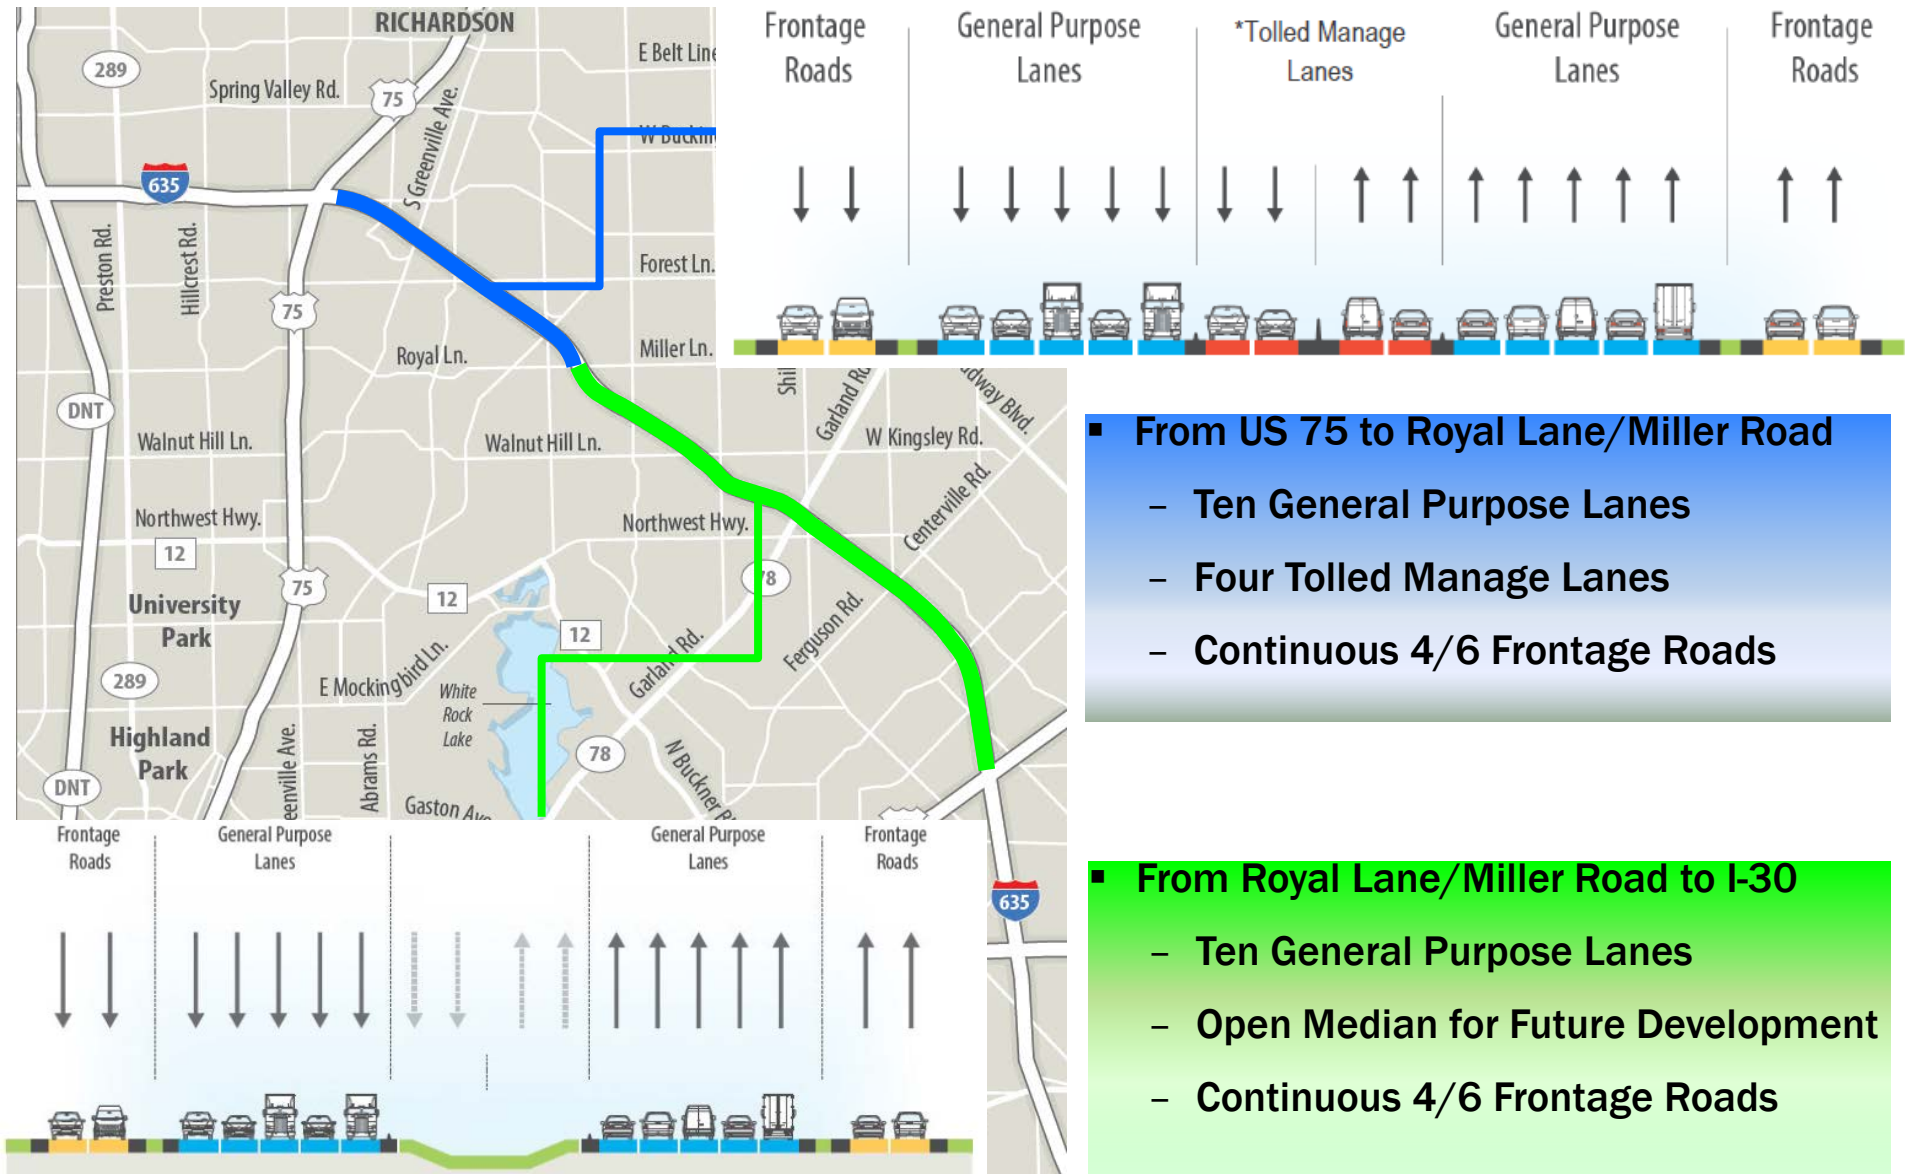 RICHARDSON
289
Spring Valley Rd.
75
S Greenville Ave.
E Belt Line
W Buckin
635
Preston Rd.
Hillcrest Rd.
75
Forest Ln.
Royal Ln.
Miller Ln.
DNT
Walnut Hill Ln.
Walnut Hill Ln.
Garland Rd
dway Blvd.
W Kingsley Rd.
Centerville Rd.
Northwest Hwy.
12
Northwest Hwy.
75
12
78
University
Park
12
Ferguson Rd.
Garland Rd.
289
E Mockingbird Ln.
White
Rock
Lake
Highland
Park
78
N Buckner
DNT
eenville Ave.
Abrams Rd.
Gaston Ave
635
Frontage
Roads
General Purpose
Lanes
*Tolled Manage
Lanes
General Purpose
Lanes
Frontage
Roads
▪ From US 75 to Royal Lane/Miller Road
– Ten General Purpose Lanes
– Four Tolled Manage Lanes
– Continuous 4/6 Frontage Roads
Frontage
Roads
General Purpose
Lanes
General Purpose
Lanes
Frontage
Roads
▪ From Royal Lane/Miller Road to I-30
– Ten General Purpose Lanes
– Open Median for Future Development
– Continuous 4/6 Frontage Roads